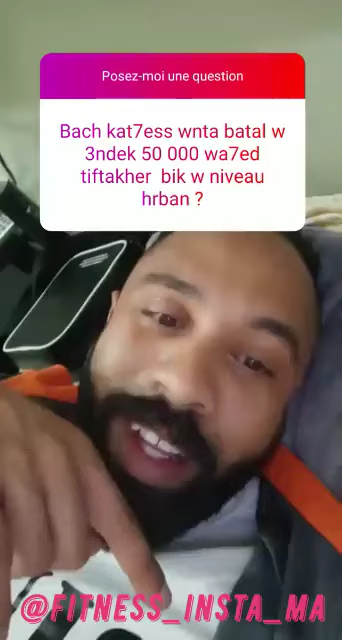 Posez-moi une question
Bach kat7ess wnta batal w
3ndek 50 000 wa7ed
tiftakher bik w niveau
hrban ?
@FITNESS_INSTA_MA